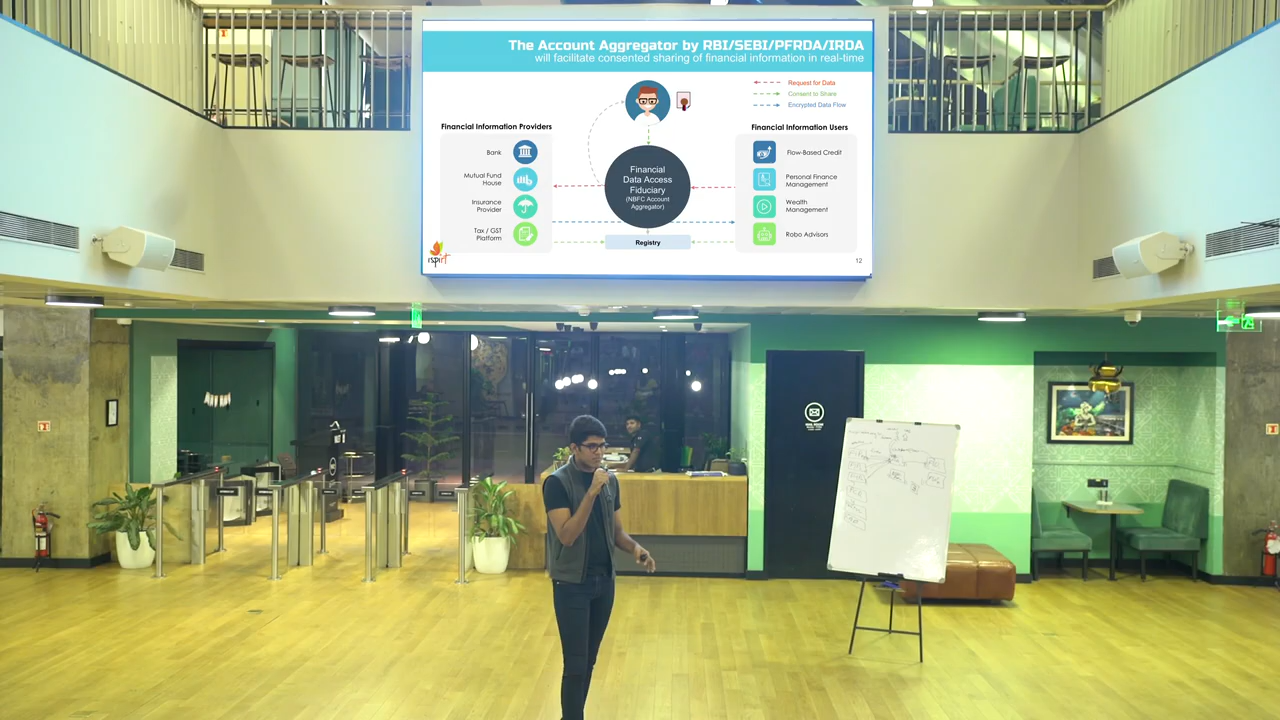 The Account Aggregator by RBI/SEBI/PFRDA/IRDA
will facilitate consented sharing of financial information in real-time
Request for Data
Consent to Share
Encrypted Data Flow
Financial Information Providers
Bank
Mutual Fund
House
Insurance
Provider
Tax / GST
Platform
Financial
Data Access
Fiduciary
(NBFC Account
Aggregator)
Registry
Financial Information Users
Flow-Based Credit
Personal Finance
Management
Wealth
Management
Robo Advisors
ispirt
12